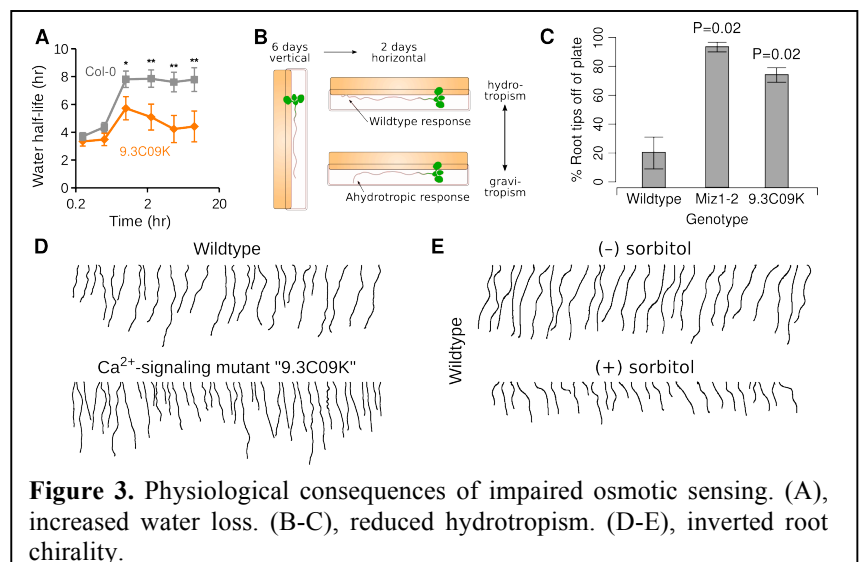 A
Water half-life (hr)
10
8
6
4
2
0
Col-0
* ** ** **
9.3C09K
0.2 2 20
Time (hr)
B
6 days vertical
2 days horizontal
Wildtype response
Ahydrotropic response
hydro-
tropism
gravi-
tropism
C
% Root tips off of plate
100
80
60
40
20
0
P=0.02
P=0.02
Wildtype Miz1-2 9.3C09K
Genotype
D
Wildtype
Ca²⁺-signaling mutant "9.3C09K"
E
Wildtype
(–) sorbitol
(+) sorbitol
Figure 3. Physiological consequences of impaired osmotic sensing. (A),
increased water loss. (B-C), reduced hydrotropism. (D-E), inverted root
chirality.